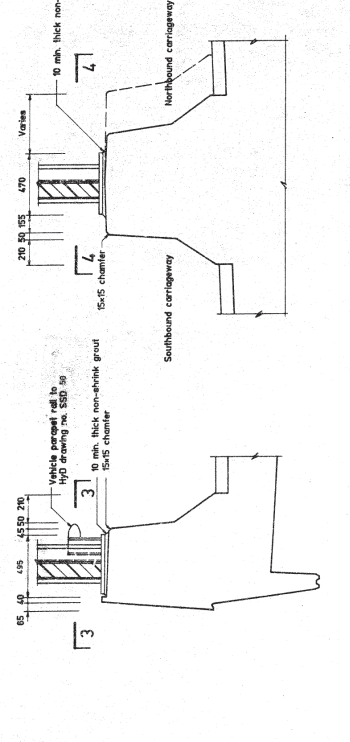 65 40 495 45 50 210
Vehicle parapet rail to
HyD drawing no. SSD 50
3
3
10 min. thick non-shrink grout
15x15 chamfer
210 50 155 470 Varies
10 min. thick non-
4
4
15x15 chamfer
Southbound carriageway
Northbound carriageway